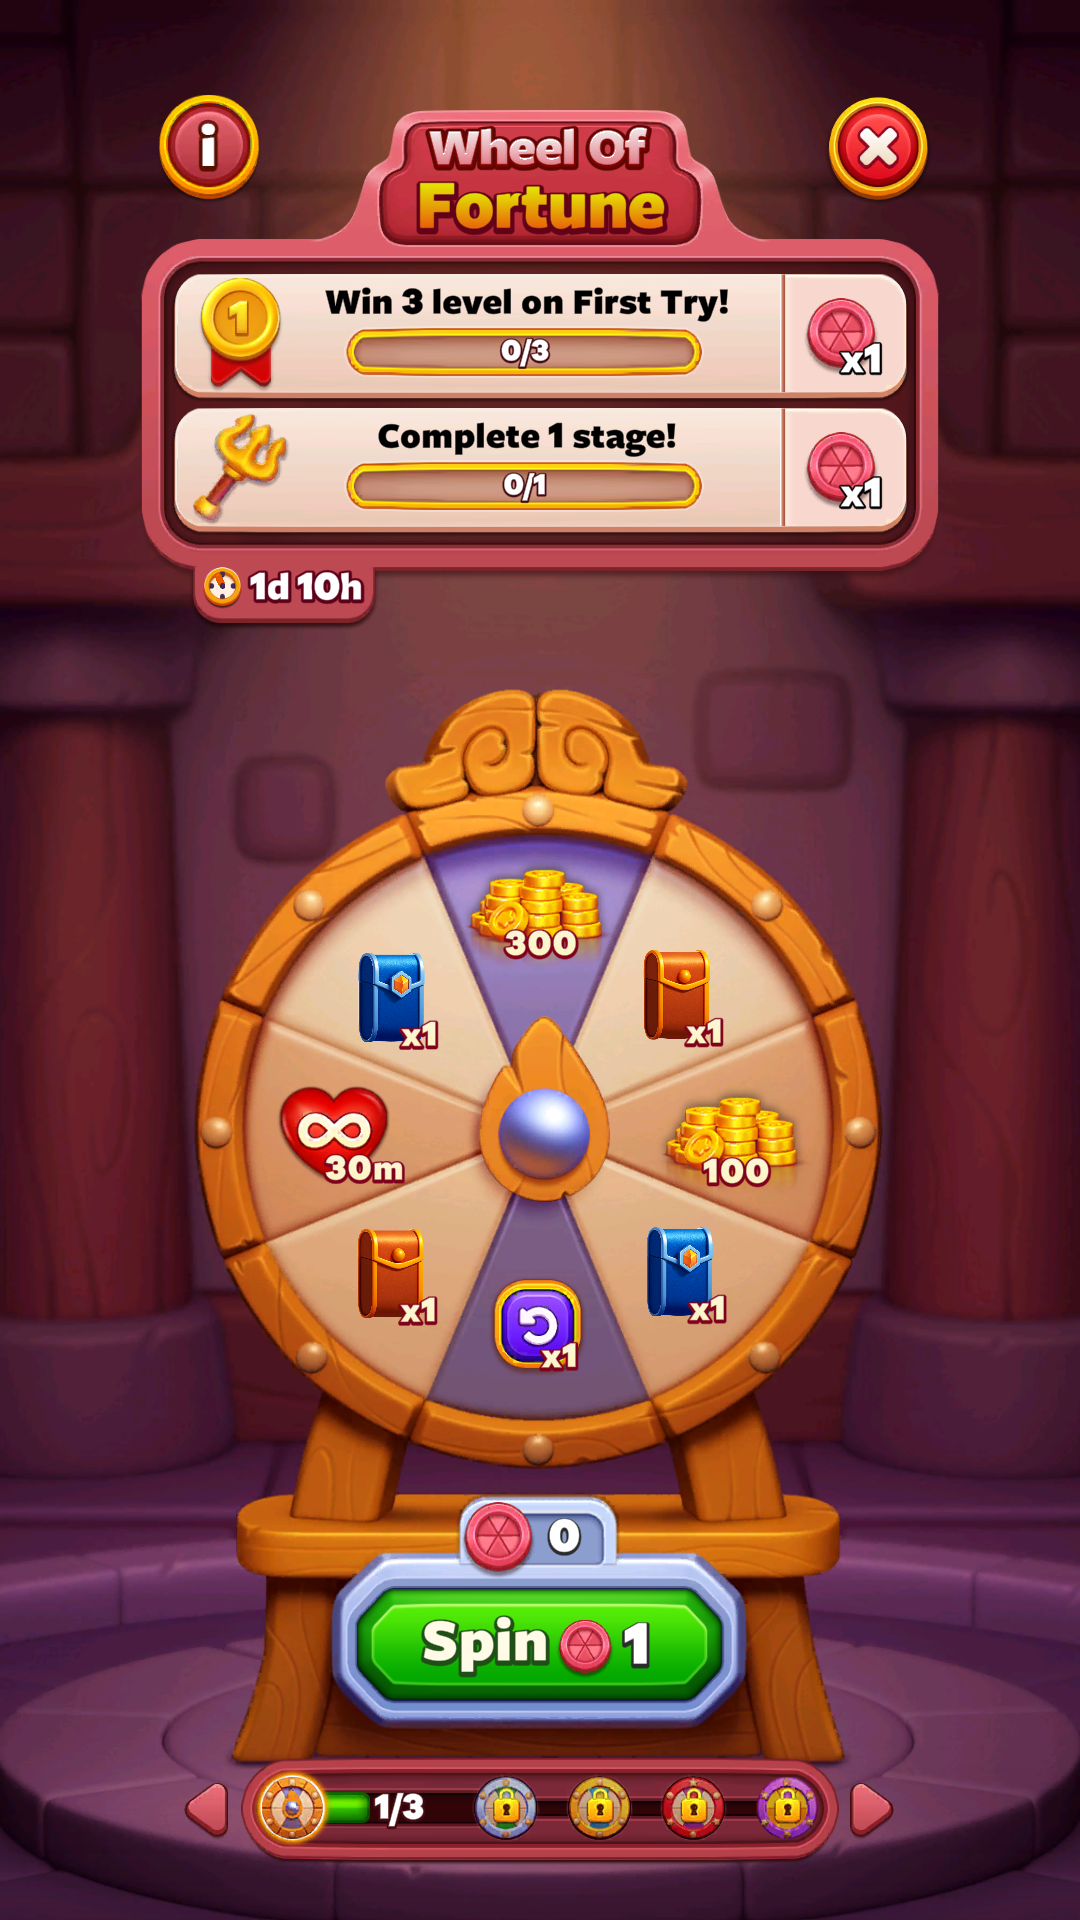 i
Wheel Of
Fortune
1
Win 3 level on First Try!
0/3
x1
Complete 1 stage!
0/1
x1
1d 10h
300
x1
x1
30m
100
x1
x1
x1
0
Spin 1
1/3